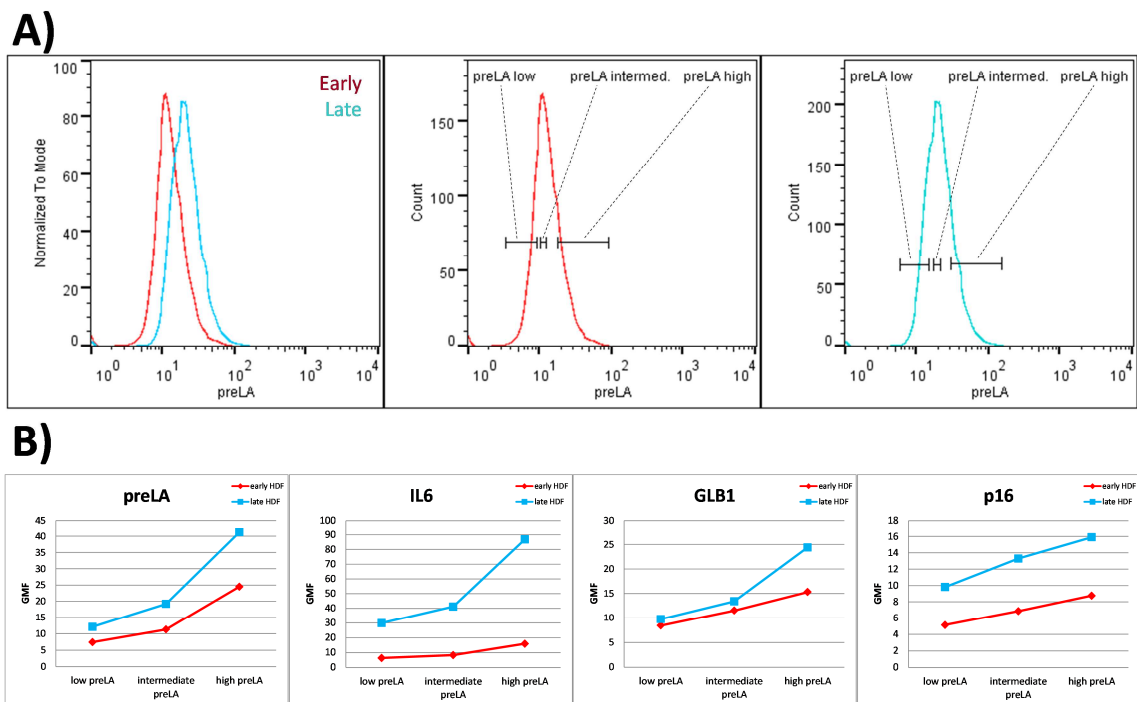 A)
100
80
60
40
20
0
Normalized To Mode
Early
Late
10^0 10^1 10^2 10^3 10^4
preLA
preLA low preLA intermed. preLA high
150
100
50
0
Count
10^0 10^1 10^2 10^3 10^4
preLA
preLA low preLA intermed. preLA high
200
150
100
50
0
Count
10^0 10^1 10^2 10^3 10^4
preLA
B)
preLA
early HDF
late HDF
45
40
35
30
25
20
15
10
5
0
GMF
low preLA intermediate high preLA
preLA
IL6
early HDF
late HDF
100
90
80
70
60
50
40
30
20
10
0
GMF
low preLA intermediate high preLA
preLA
GLB1
early HDF
late HDF
30
25
20
15
10
5
0
GMF
low preLA intermediate high preLA
preLA
p16
early HDF
late HDF
18
16
14
12
10
8
6
4
2
0
GMF
low preLA intermediate high preLA
preLA